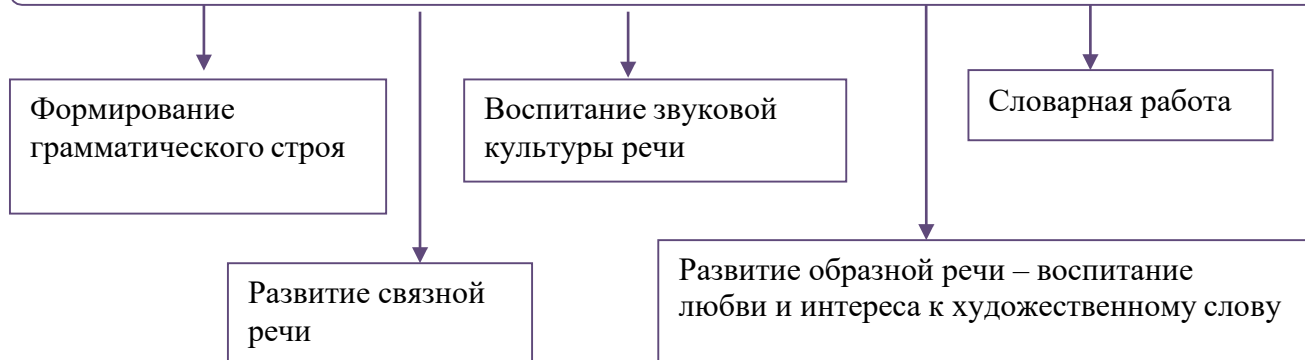 Формирование
грамматического строя
Воспитание звуковой
культуры речи
Словарная работа
Развитие связной
речи
Развитие образной речи – воспитание
любви и интереса к художественному слову